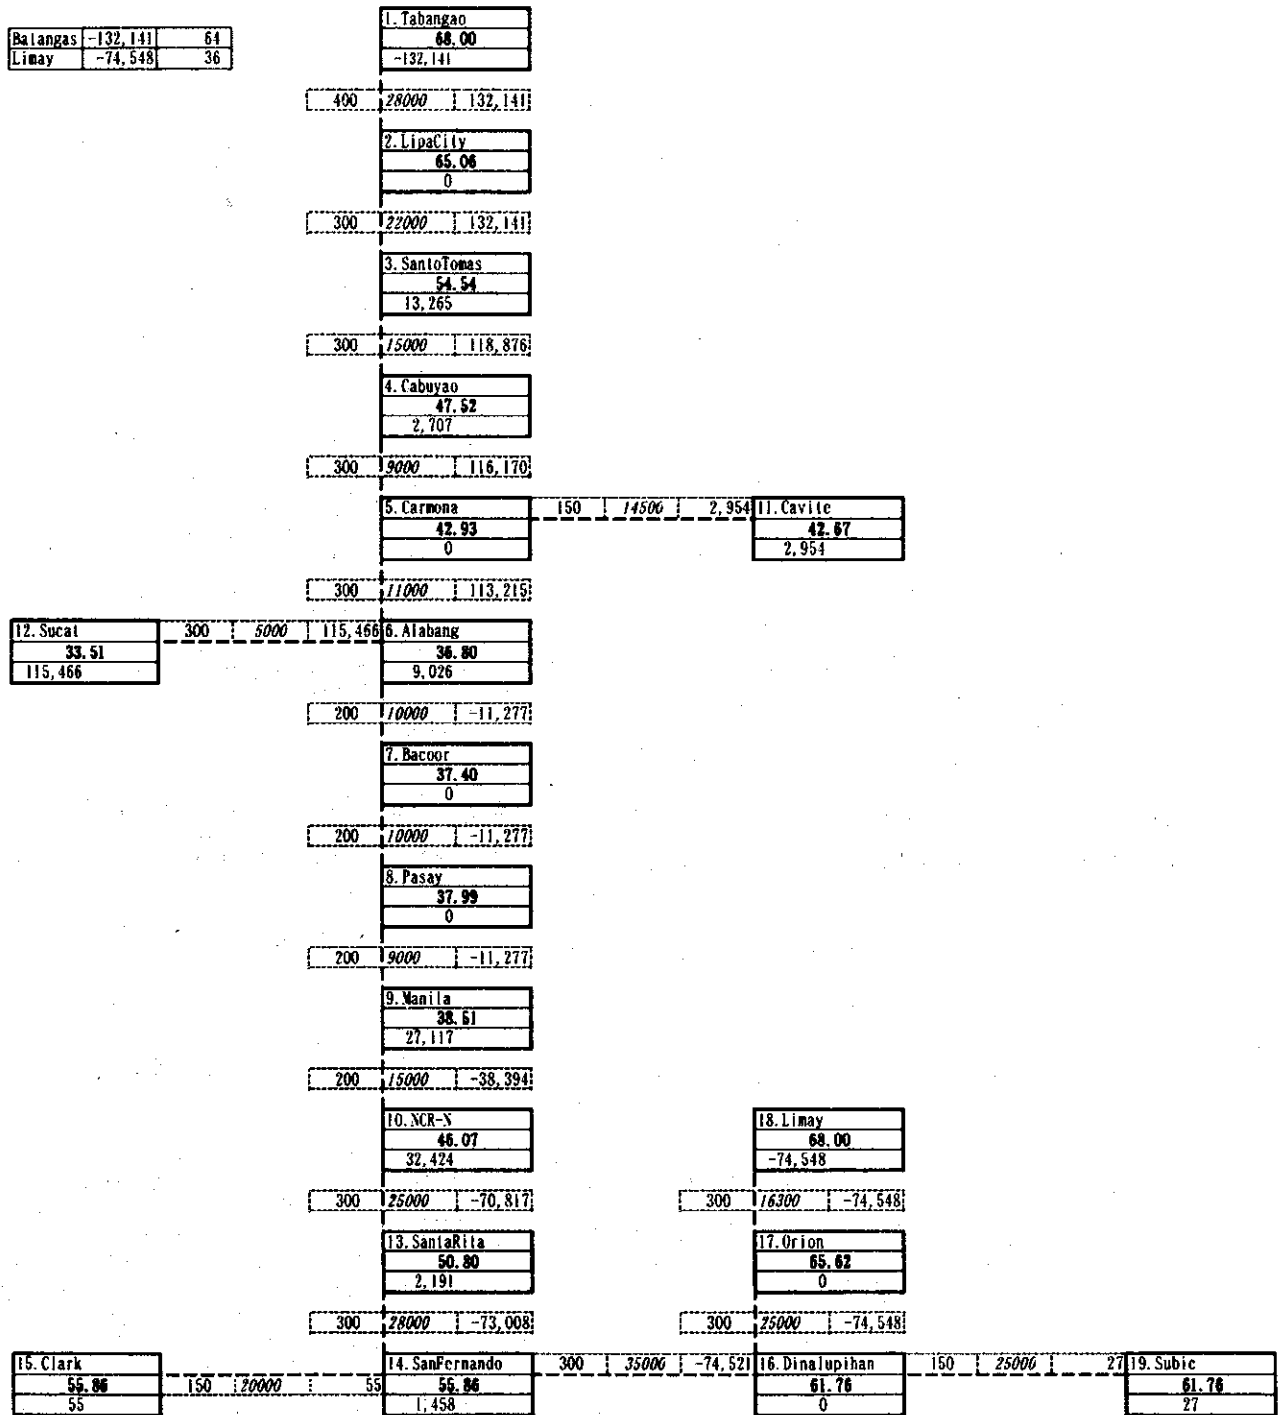 1. Tabangao
Batangas -132,141 64
68.00
Limay -74,548 36
-132,141
400 28000 132,141
2. LipaCity
65.06
0
300 22000 132,141
3. SantoTomas
54.54
13,265
300 15000 118,876
4. Cabuyao
47.52
2,707
300 9000 116,170
5. Carmona 150 14500 2,954 11. Cavite
42.93 42.67
0 2,954
300 11000 113,215
12. Sucat 300 5000 115,466 6. Alabang
33.51 36.80
115,466 9,026
200 10000 -11,277
7. Bacoor
37.40
0
200 10000 -11,277
8. Pasay
37.99
0
200 9000 -11,277
9. Manila
38.51
27,117
200 15000 -38,394
10. NCR-N 18. Limay
46.07 68.00
32,424 -74,548
300 25000 -70,817 300 16300 -74,548
13. SantaRita 17. Orion
50.80 65.62
2,191 0
300 28000 -73,008 300 25000 -74,548
15. Clark 14. SanFernando 300 35000 -74,521 16. Dinalupihan 150 25000 27 19. Subic
55.86 150 20000 55 55.86 61.76 61.76
55 1,458 0 27